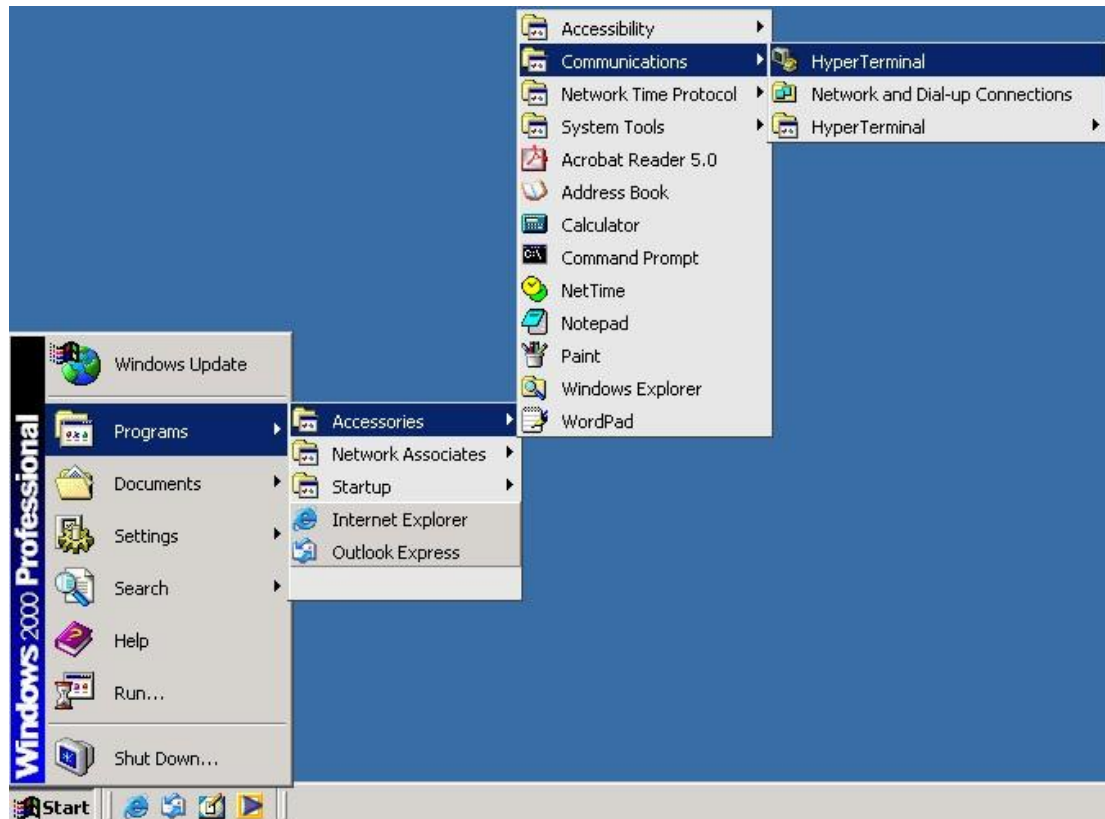 Accessibility
Communications
Network Time Protocol
System Tools
Acrobat Reader 5.0
Address Book
Calculator
Command Prompt
NetTime
Notepad
Paint
Windows Explorer
WordPad
HyperTerminal
Network and Dial-up Connections
HyperTerminal
Windows Update
Programs
Documents
Settings
Search
Help
Run...
Shut Down...
Accessories
Network Associates
Startup
Internet Explorer
Outlook Express
Windows 2000 Professional
Start